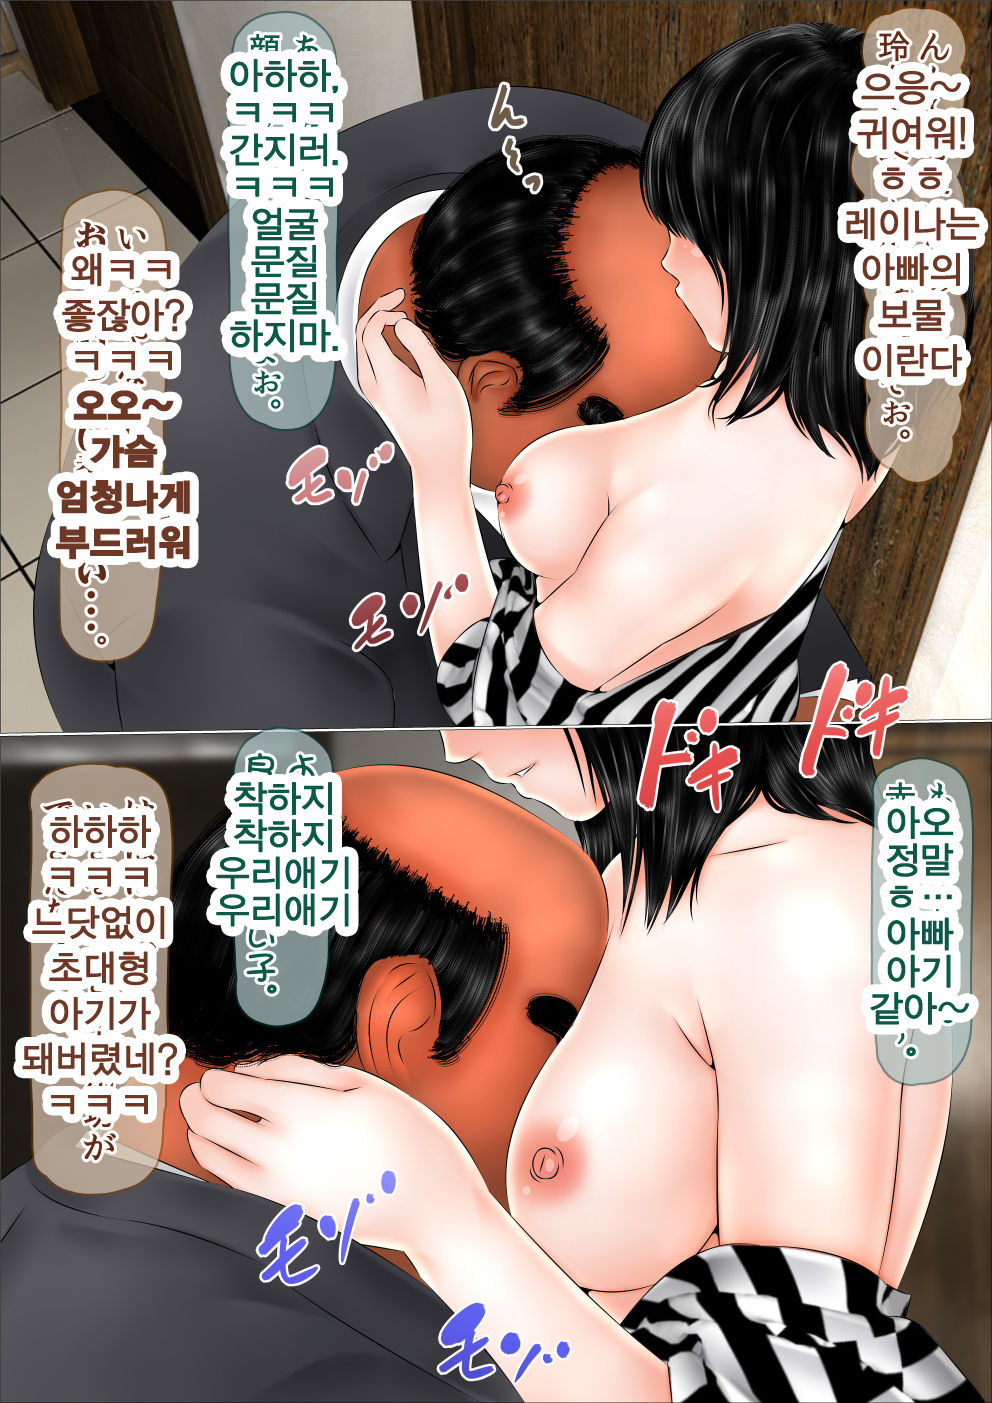 으응~
귀여워!
ㅎㅎ
레이나는
아빠의
보물
이란다
아하하,
ㅋㅋㅋ
간지러.
ㅋㅋㅋ
얼굴
문질
문질
하지마.
왜ㅋㅋ
좋잖아?
ㅋㅋㅋ
오오~
가슴
엄청나게
부드러워
ん~っ
モゾ
モゾ
ドキ
ドキ
아오
정말
ㅎ…
아빠
아기
같아~
착하지
착하지
우리애기
우리애기
い子。
하하하
ㅋㅋㅋ
느닷없이
초대형
아기가
돼버렸네?
ㅋㅋㅋ
モゾ
モゾ